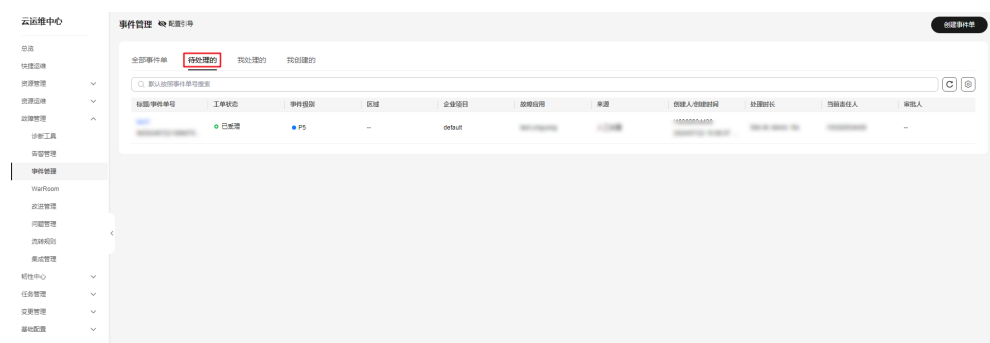 云运维中心
事件管理 配置引导
创建事件单
总览
快捷运维
资源管理
资源运维
故障管理
诊断工具
告警管理
事件管理
WarRoom
改进管理
问题管理
流转规则
集成管理
韧性中心
任务管理
变更管理
基础配置
全部事件单 待处理的 我处理的 我创建的
默认按照事件单号搜索
标题/事件单号 工单状态 事件级别 区域 企业项目 故障应用 来源 创建人/创建时间 处理时长 当前责任人 审批人
已受理 P5 -- default --